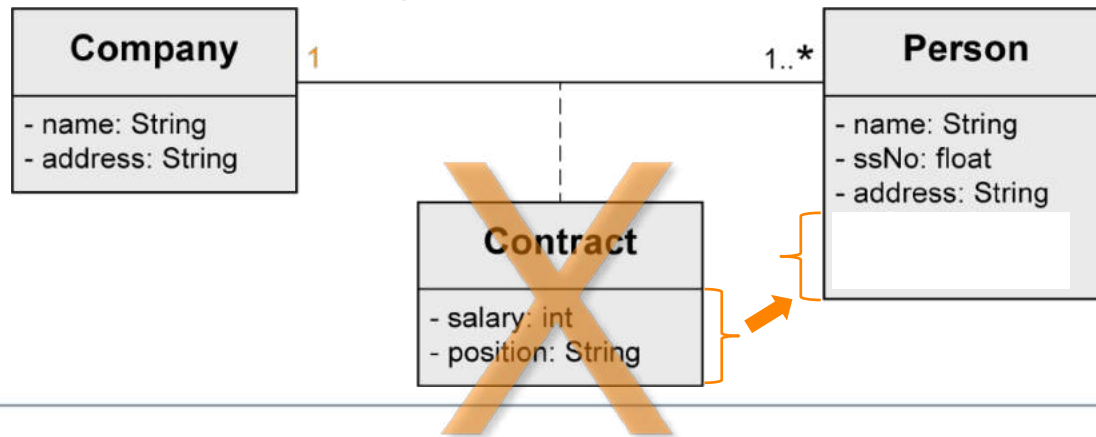 Company
1
1..*
Person
- name: String
- address: String
- name: String
- ssNo: float
- address: String
Contract
- salary: int
- position: String